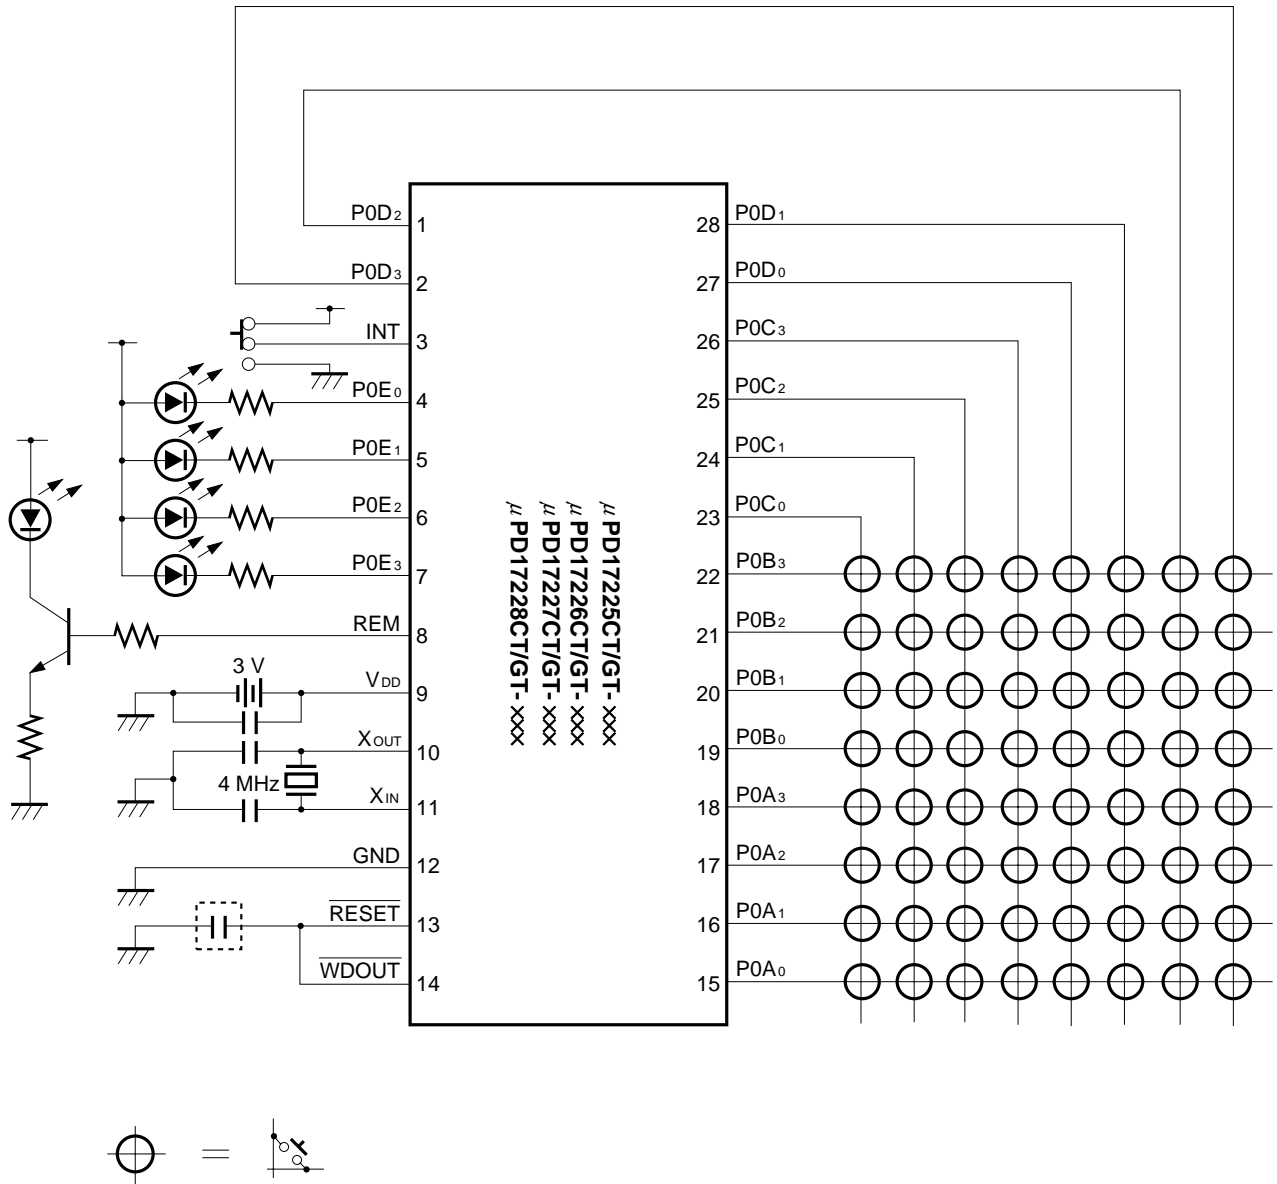 P0D2 1
P0D3 2
INT 3
P0E0 4
P0E1 5
P0E2 6
P0E3 7
REM 8
3 V
VDD 9
XOUT 10
4 MHz
XIN 11
GND 12
RESET 13
WDOUT 14
μPD17225CT/GT-×××
μPD17226CT/GT-×××
μPD17227CT/GT-×××
μPD17228CT/GT-×××
28 P0D1
27 P0D0
26 P0C3
25 P0C2
24 P0C1
23 P0C0
22 P0B3
21 P0B2
20 P0B1
19 P0B0
18 P0A3
17 P0A2
16 P0A1
15 P0A0
=